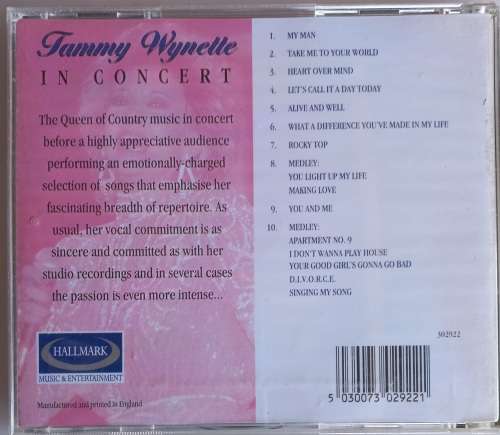 Tammy Wynette
IN CONCERT
The Queen of Country music in concert
before a highly appreciative audience
performing an emotionally-charged
selection of songs that emphasise her
fascinating breadth of repertoire. As
usual, her vocal commitment is as
sincere and committed as with her
studio recordings and in several cases
the passion is even more intense...
HALLMARK
MUSIC & ENTERTAINMENT
Manufactured and printed in England
1. MY MAN
2. TAKE ME TO YOUR WORLD
3. HEART OVER MIND
4. LET'S CALL IT A DAY TODAY
5. ALIVE AND WELL
6. WHAT A DIFFERENCE YOU'VE MADE IN MY LIFE
7. ROCKY TOP
8. MEDLEY:
YOU LIGHT UP MY LIFE
MAKING LOVE
9. YOU AND ME
10. MEDLEY:
APARTMENT NO. 9
I DON'T WANNA PLAY HOUSE
YOUR GOOD GIRL'S GONNA GO BAD
D.I.V.O.R.C.E.
SINGING MY SONG
302922
5 030073 029221